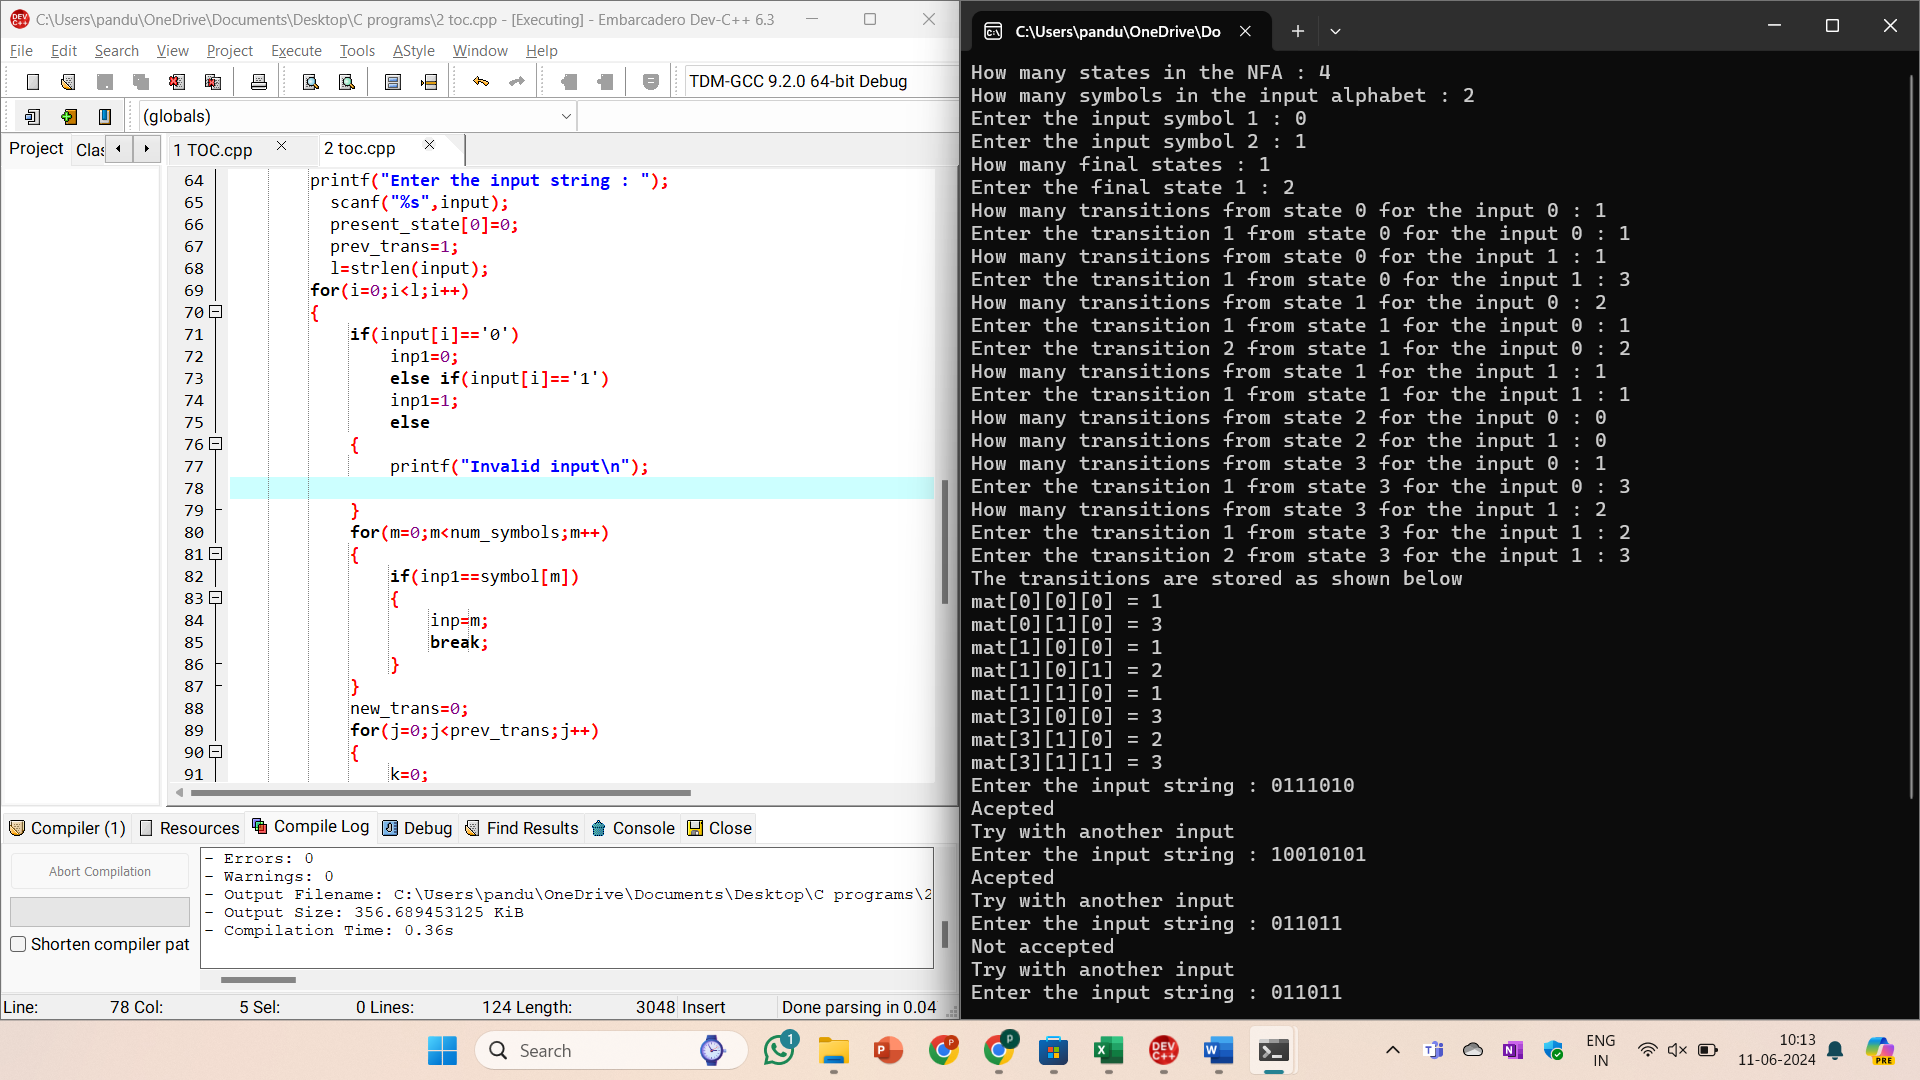 C:\Users\pandu\OneDrive\Documents\Desktop\C programs\2 toc.cpp - [Executing] - Embarcadero Dev-C++ 6.3
File Edit Search View Project Execute Tools AStyle Window Help
TDM-GCC 9.2.0 64-bit Debug
(globals)
Project Clas
1 TOC.cpp 2 toc.cpp
64 printf("Enter the input string : ");
65 scanf("%s",input);
66 present_state[0]=0;
67 prev_trans=1;
68 l=strlen(input);
69 for(i=0;i<l;i++)
70 {
71 if(input[i]=='0')
72 inp1=0;
73 else if(input[i]=='1')
74 inp1=1;
75 else
76 {
77 printf("Invalid input\n");
78
79 }
80 for(m=0;m<num_symbols;m++)
81 {
82 if(inp1==symbol[m])
83 {
84 inp=m;
85 break;
86 }
87 }
88 new_trans=0;
89 for(j=0;j<prev_trans;j++)
90 {
91 k=0;
Compiler (1) Resources Compile Log Debug Find Results Console Close
Abort Compilation
Shorten compiler pat
- Errors: 0
- Warnings: 0
- Output Filename: C:\Users\pandu\OneDrive\Documents\Desktop\C programs\2
- Output Size: 356.689453125 KiB
- Compilation Time: 0.36s
Line: 78 Col: 5 Sel: 0 Lines: 124 Length: 3048 Insert Done parsing in 0.04
C:\Users\pandu\OneDrive\Do
How many states in the NFA : 4
How many symbols in the input alphabet : 2
Enter the input symbol 1 : 0
Enter the input symbol 2 : 1
How many final states : 1
Enter the final state 1 : 2
How many transitions from state 0 for the input 0 : 1
Enter the transition 1 from state 0 for the input 0 : 1
How many transitions from state 0 for the input 1 : 1
Enter the transition 1 from state 0 for the input 1 : 3
How many transitions from state 1 for the input 0 : 2
Enter the transition 1 from state 1 for the input 0 : 1
Enter the transition 2 from state 1 for the input 0 : 2
How many transitions from state 1 for the input 1 : 1
Enter the transition 1 from state 1 for the input 1 : 1
How many transitions from state 2 for the input 0 : 0
How many transitions from state 2 for the input 1 : 0
How many transitions from state 3 for the input 0 : 1
Enter the transition 1 from state 3 for the input 0 : 3
How many transitions from state 3 for the input 1 : 2
Enter the transition 1 from state 3 for the input 1 : 2
Enter the transition 2 from state 3 for the input 1 : 3
The transitions are stored as shown below
mat[0][0][0] = 1
mat[0][1][0] = 3
mat[1][0][0] = 1
mat[1][0][1] = 2
mat[1][1][0] = 1
mat[3][0][0] = 3
mat[3][1][0] = 2
mat[3][1][1] = 3
Enter the input string : 0111010
Acepted
Try with another input
Enter the input string : 10010101
Acepted
Try with another input
Enter the input string : 011011
Not accepted
Try with another input
Enter the input string : 011011
Search
1
ENG
IN
10:13
11-06-2024
PRE